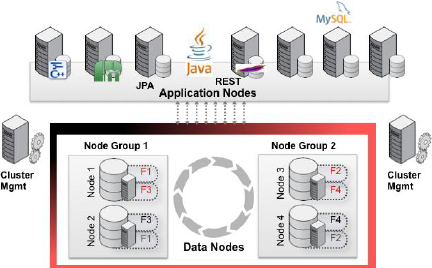 MySQL
C++
Java
JPA
REST
Application Nodes
Cluster
Mgmt
Cluster
Mgmt
Node Group 1
Node 1
F1
F3
Node 2
F3
F1
Data Nodes
Node Group 2
Node 3
F2
F4
Node 4
F4
F2